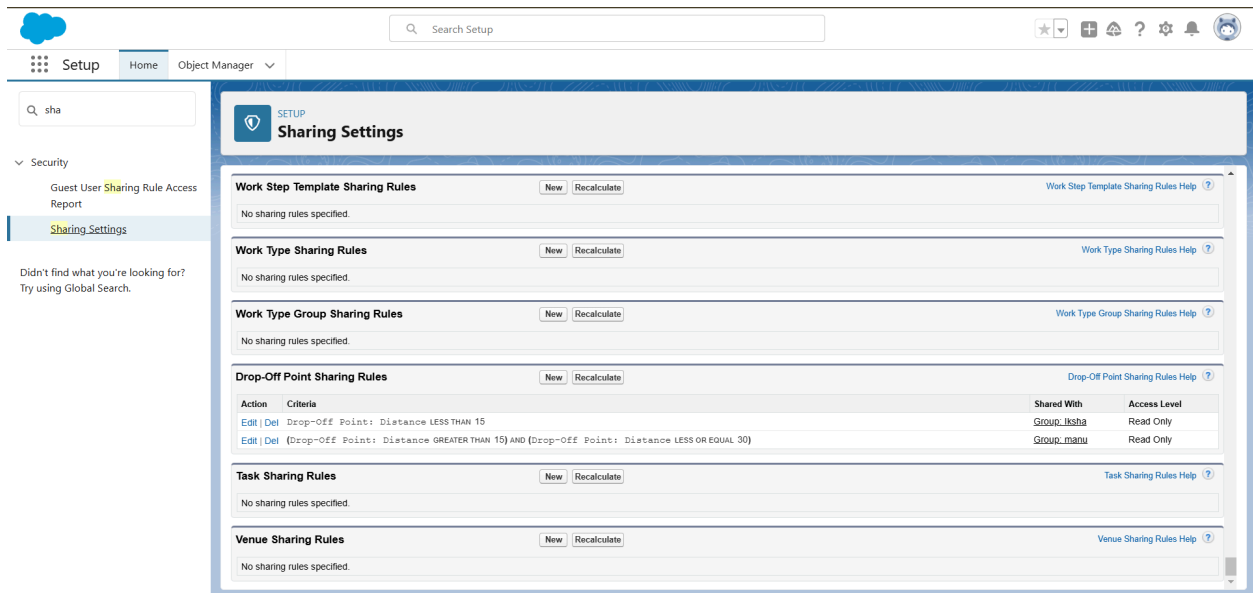 Search Setup
Setup
Home
Object Manager
sha
Security
Guest User Sharing Rule Access
Report
Sharing Settings
Didn't find what you're looking for?
Try using Global Search.
SETUP
Sharing Settings
Work Step Template Sharing Rules New Recalculate Work Step Template Sharing Rules Help ?
No sharing rules specified.
Work Type Sharing Rules New Recalculate Work Type Sharing Rules Help ?
No sharing rules specified.
Work Type Group Sharing Rules New Recalculate Work Type Group Sharing Rules Help ?
No sharing rules specified.
Drop-Off Point Sharing Rules New Recalculate Drop-Off Point Sharing Rules Help ?
Action Criteria Shared With Access Level
Edit | Del Drop-Off Point: Distance LESS THAN 15 Group: Iksha Read Only
Edit | Del (Drop-Off Point: Distance GREATER THAN 15) AND (Drop-Off Point: Distance LESS OR EQUAL 30) Group: manu Read Only
Task Sharing Rules New Recalculate Task Sharing Rules Help ?
No sharing rules specified.
Venue Sharing Rules New Recalculate Venue Sharing Rules Help ?
No sharing rules specified.